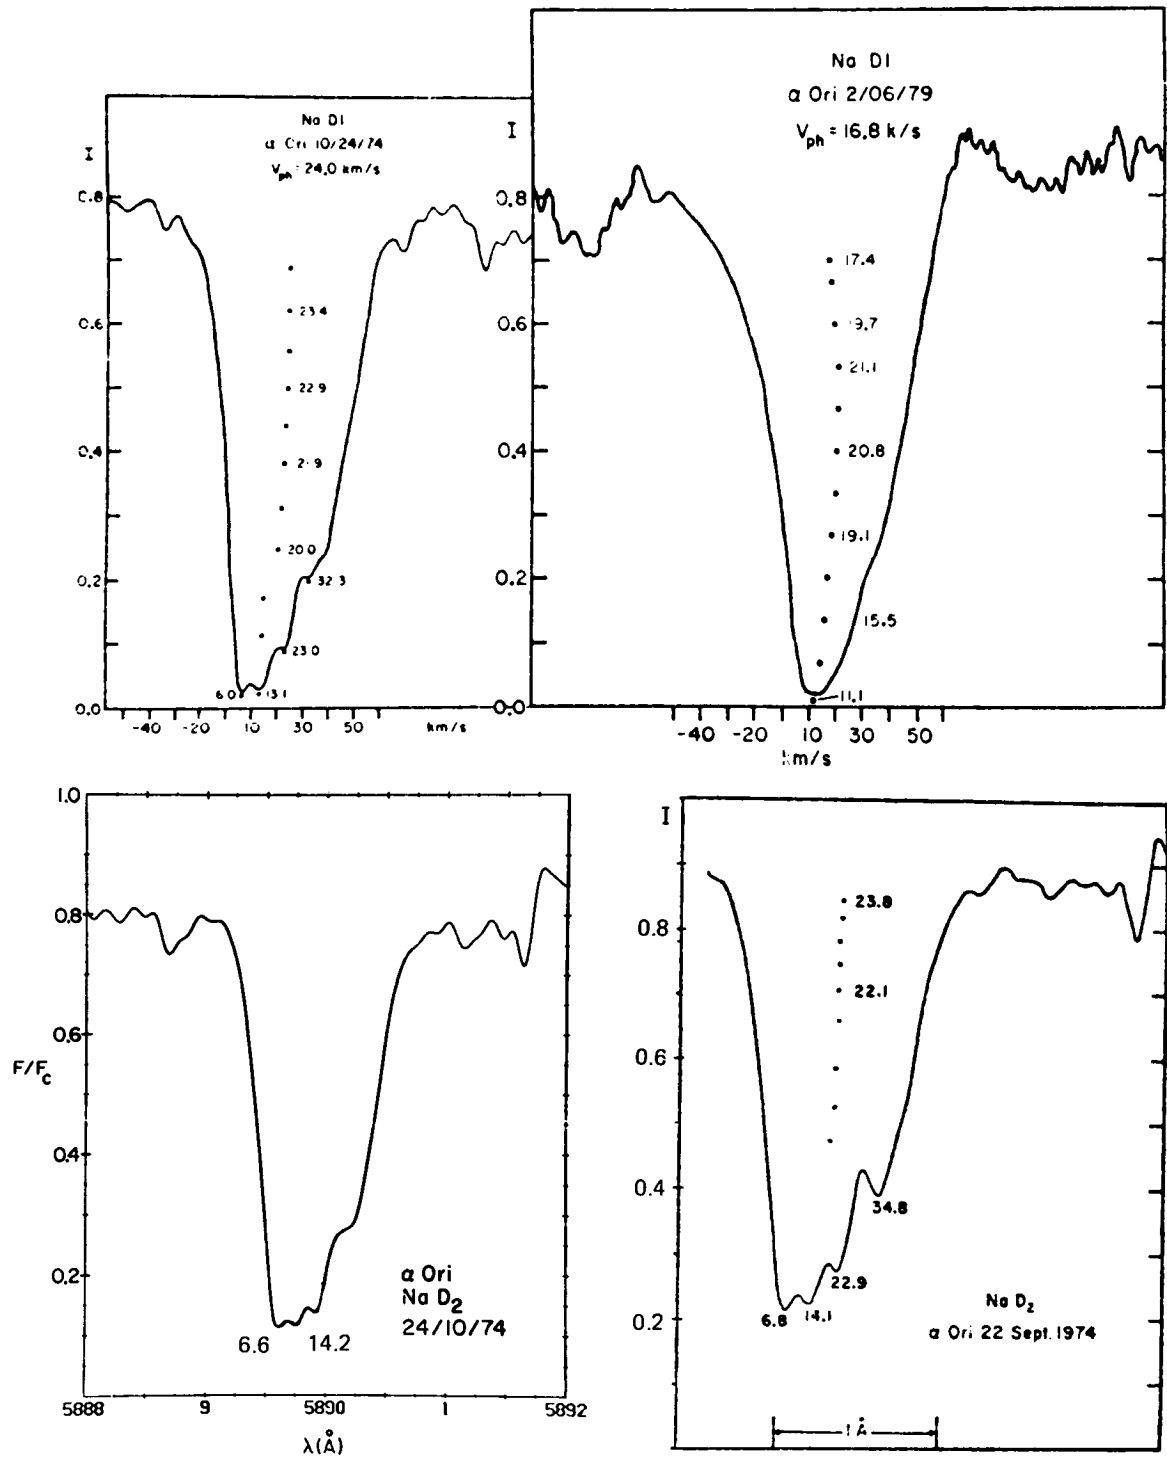 Na D1
α Ori 10/24/74
V_ph = 24.0 km/s
I
0.8
0.6
0.4
0.2
0.0
23.4
22.9
20.0
32.3
23.0
6.0
13.1
-40 -20 10 30 50 km/s
Na D1
α Ori 2/06/79
V_ph = 16.8 k/s
I
0.8
0.6
0.4
0.2
0.0
17.4
19.7
21.1
20.8
19.1
15.5
11.1
-40 -20 10 30 50
km/s
1.0
0.8
0.6
F/F_c
0.4
0.2
α Ori
Na D₂
24/10/74
6.6 14.2
5888 9 5890 1 5892
λ(Å)
I
0.8
0.6
0.4
0.2
23.8
22.1
34.8
22.9
6.8 14.1
Na D₂
α Ori 22 Sept. 1974
1 Å